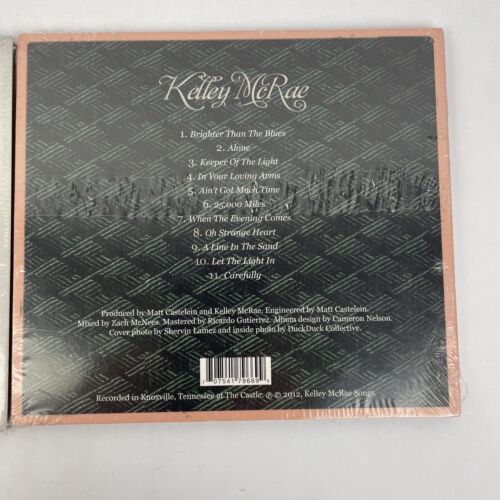 Kelley McRae
1. Brighter Than The Blues
2. Alone
3. Keeper Of The Light
4. In Your Loving Arms
5. Ain't Got Much Time
6. 25,000 Miles
7. When The Evening Comes
8. Oh Strange Heart
9. A Line In The Sand
10. Let The Light In
11. Carefully
Produced by Matt Castelein and Kelley McRae. Engineered by Matt Castelein.
Mixed by Zach McNees. Mastered by Ricardo Gutierrez. Album design by Cameron Nelson.
Cover photo by Shervin Lainez and inside photo by DuckDuck Collective.
7 07541 79669 8
Recorded in Knoxville, Tennessee at The Castle. ℗ © 2012, Kelley McRae Songs.